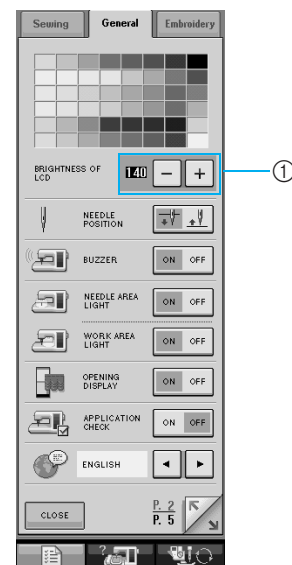 Sewing General Embroidery
BRIGHTNESS OF
LCD
140 - +
①
NEEDLE
POSITION
BUZZER ON OFF
NEEDLE AREA
LIGHT ON OFF
WORK AREA
LIGHT ON OFF
OPENING
DISPLAY ON OFF
APPLICATION
CHECK ON OFF
ENGLISH
CLOSE
P. 2
P. 5
?